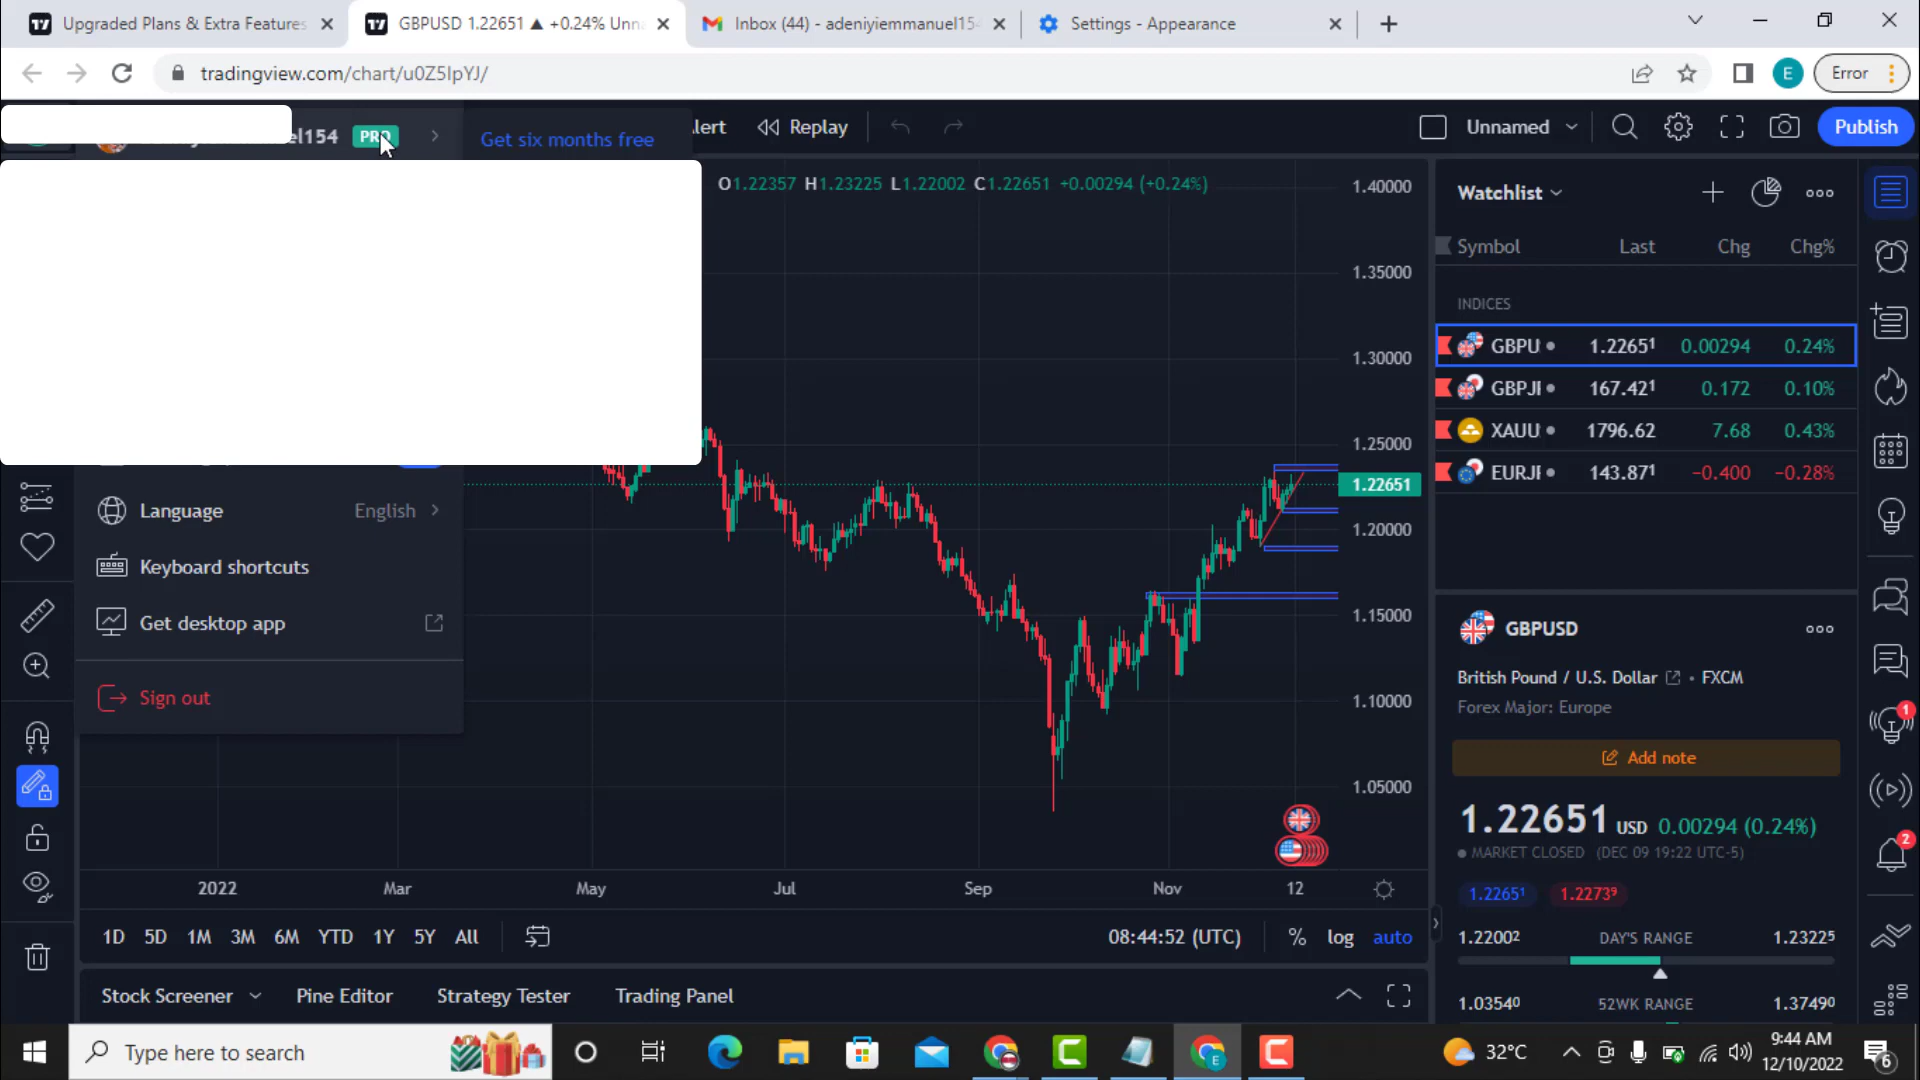 Upgraded Plans & Extra Features
GBPUSD 1.22651 ▲ +0.24% Unna
Inbox (44) - adeniyiemmanuel154
Settings - Appearance
tradingview.com/chart/u0Z5IpYJ/
E
Error
el154
PRO
Get six months free
lert
Replay
Unnamed
Publish
O1.22357 H1.23225 L1.22002 C1.22651 +0.00294 (+0.24%)
1.40000
1.35000
1.30000
1.25000
1.22651
1.20000
1.15000
1.10000
1.05000
Language
English
Keyboard shortcuts
Get desktop app
Sign out
2022
Mar
May
Jul
Sep
Nov
12
1D 5D 1M 3M 6M YTD 1Y 5Y All
08:44:52 (UTC)
%
log
auto
Stock Screener
Pine Editor
Strategy Tester
Trading Panel
Watchlist
Symbol Last Chg Chg%
INDICES
GBPU 1.22651 0.00294 0.24%
GBPJI 167.421 0.172 0.10%
XAUU 1796.62 7.68 0.43%
EURJF 143.871 −0.400 −0.28%
GBPUSD
British Pound / U.S. Dollar • FXCM
Forex Major: Europe
Add note
1.22651 USD 0.00294 (0.24%)
MARKET CLOSED (DEC 09 19:22 UTC-5)
1.22651 1.22739
1.22002 DAY'S RANGE 1.23225
1.03540 52WK RANGE 1.37490
1
2
Type here to search
E
32°C
9:44 AM
12/10/2022
6